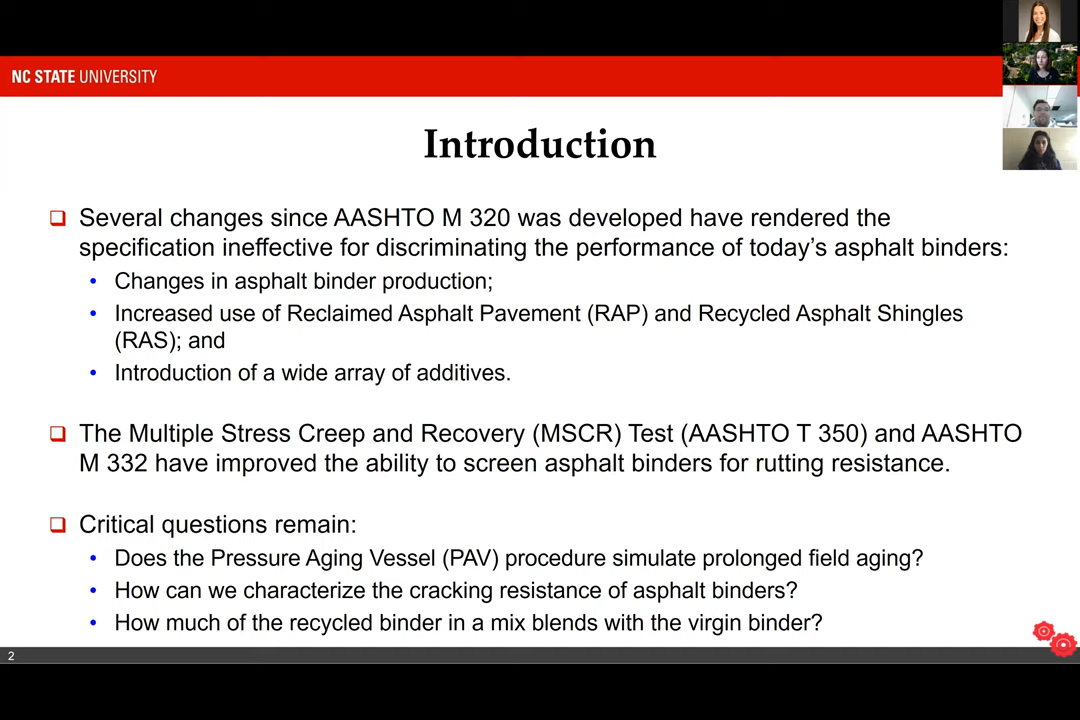 NC STATE UNIVERSITY
Introduction
Several changes since AASHTO M 320 was developed have rendered the
specification ineffective for discriminating the performance of today’s asphalt binders:
• Changes in asphalt binder production;
• Increased use of Reclaimed Asphalt Pavement (RAP) and Recycled Asphalt Shingles
(RAS); and
• Introduction of a wide array of additives.
The Multiple Stress Creep and Recovery (MSCR) Test (AASHTO T 350) and AASHTO
M 332 have improved the ability to screen asphalt binders for rutting resistance.
Critical questions remain:
• Does the Pressure Aging Vessel (PAV) procedure simulate prolonged field aging?
• How can we characterize the cracking resistance of asphalt binders?
• How much of the recycled binder in a mix blends with the virgin binder?
2